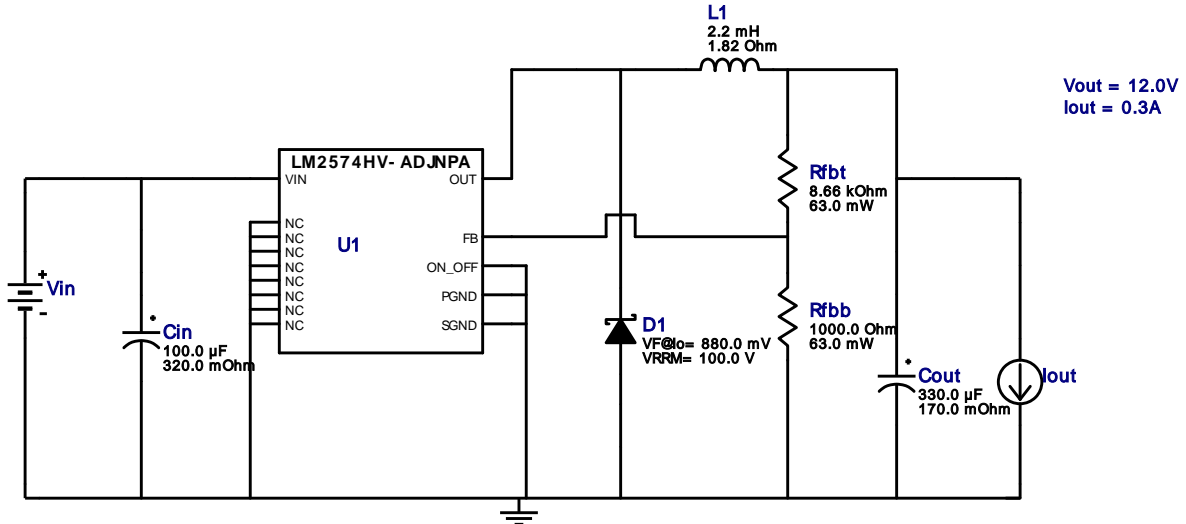 L1
2.2 mH
1.82 Ohm
Vout = 12.0V
Iout = 0.3A
LM2574HV- ADJNPA
VIN
OUT
NC
NC
NC
NC
NC
NC
NC
NC
U1
FB
ON_OFF
PGND
SGND
Rfbt
8.66 kOhm
63.0 mW
+
Vin
-
Cin
100.0 µF
320.0 mOhm
D1
VF@Io= 880.0 mV
VRRM= 100.0 V
Rfbb
1000.0 Ohm
63.0 mW
Cout
330.0 µF
170.0 mOhm
Iout